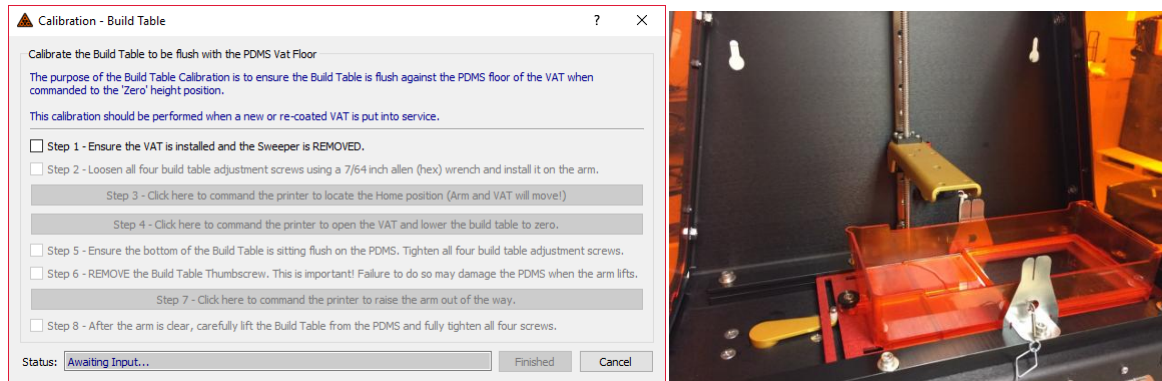 Calibration - Build Table
Calibrate the Build Table to be flush with the PDMS Vat Floor
The purpose of the Build Table Calibration is to ensure the Build Table is flush against the PDMS floor of the VAT when
commanded to the 'Zero' height position.
This calibration should be performed when a new or re-coated VAT is put into service.
Step 1 - Ensure the VAT is installed and the Sweeper is REMOVED.
Step 2 - Loosen all four build table adjustment screws using a 7/64 inch allen (hex) wrench and install it on the arm.
Step 3 - Click here to command the printer to locate the Home position (Arm and VAT will move!)
Step 4 - Click here to command the printer to open the VAT and lower the build table to zero.
Step 5 - Ensure the bottom of the Build Table is sitting flush on the PDMS. Tighten all four build table adjustment screws.
Step 6 - REMOVE the Build Table Thumbscrew. This is important! Failure to do so may damage the PDMS when the arm lifts.
Step 7 - Click here to command the printer to raise the arm out of the way.
Step 8 - After the arm is clear, carefully lift the Build Table from the PDMS and fully tighten all four screws.
Status: Awaiting Input... Finished Cancel